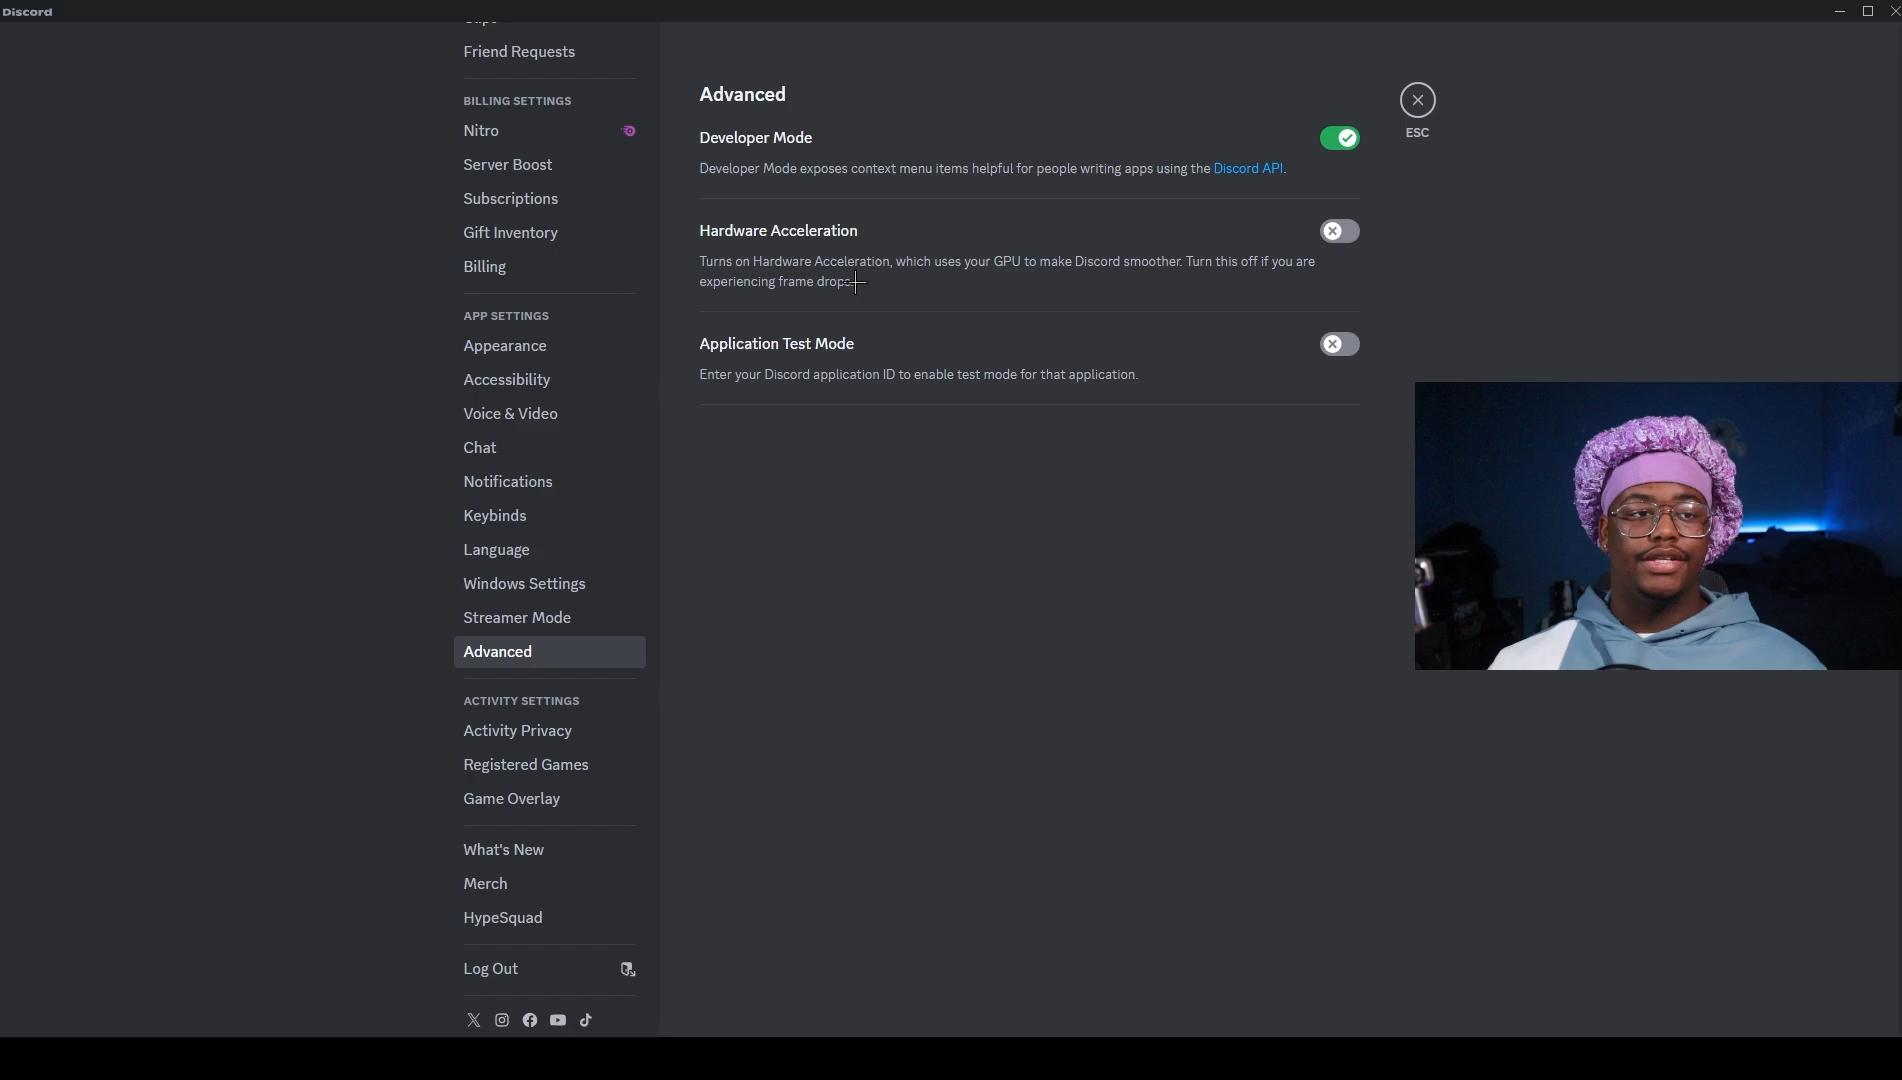 Discord
Friend Requests
BILLING SETTINGS
Nitro
Server Boost
Subscriptions
Gift Inventory
Billing
APP SETTINGS
Appearance
Accessibility
Voice & Video
Chat
Notifications
Keybinds
Language
Windows Settings
Streamer Mode
Advanced
ACTIVITY SETTINGS
Activity Privacy
Registered Games
Game Overlay
What's New
Merch
HypeSquad
Log Out
Advanced
Developer Mode
Developer Mode exposes context menu items helpful for people writing apps using the Discord API.
Hardware Acceleration
Turns on Hardware Acceleration, which uses your GPU to make Discord smoother. Turn this off if you are
experiencing frame drops.
Application Test Mode
Enter your Discord application ID to enable test mode for that application.
ESC